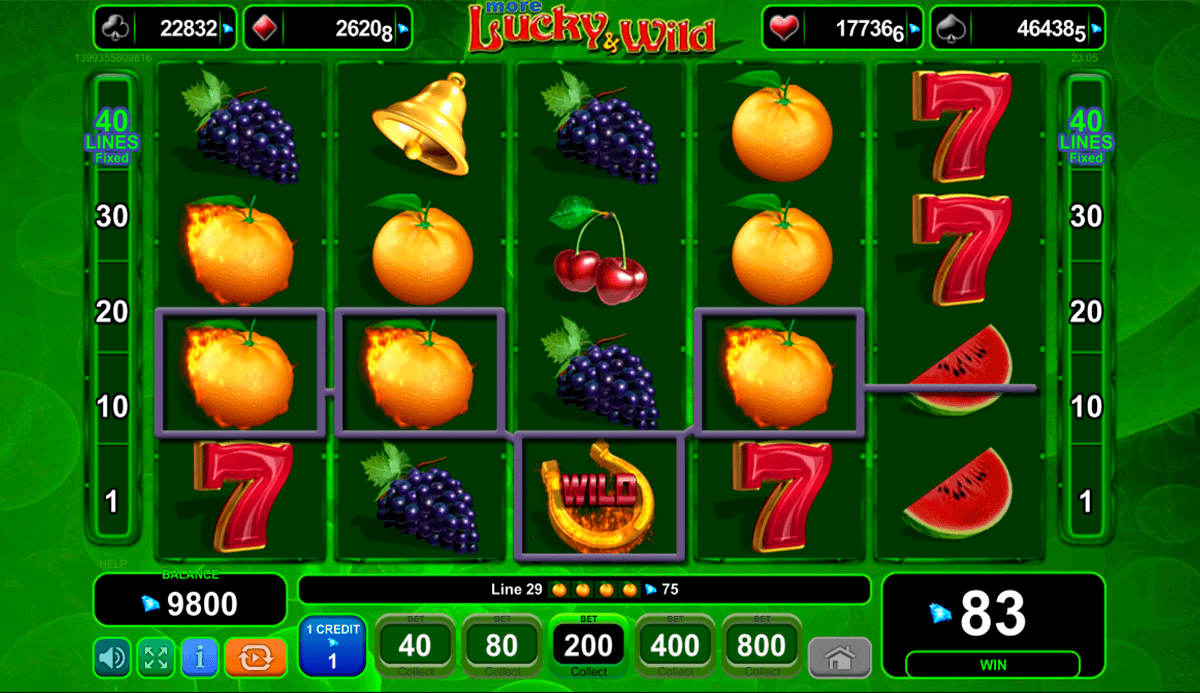 more
Lucky & Wild
22832
26208
177366
464385
1399355809816
23:05
40
LINES
Fixed
30
20
10
1
40
LINES
Fixed
30
20
10
1
WILD
HELP
BALANCE
9800
Line 29
75
83
WIN
1 CREDIT
1
BET
40
Collect
BET
80
Collect
BET
200
Collect
BET
400
Collect
BET
800
Collect